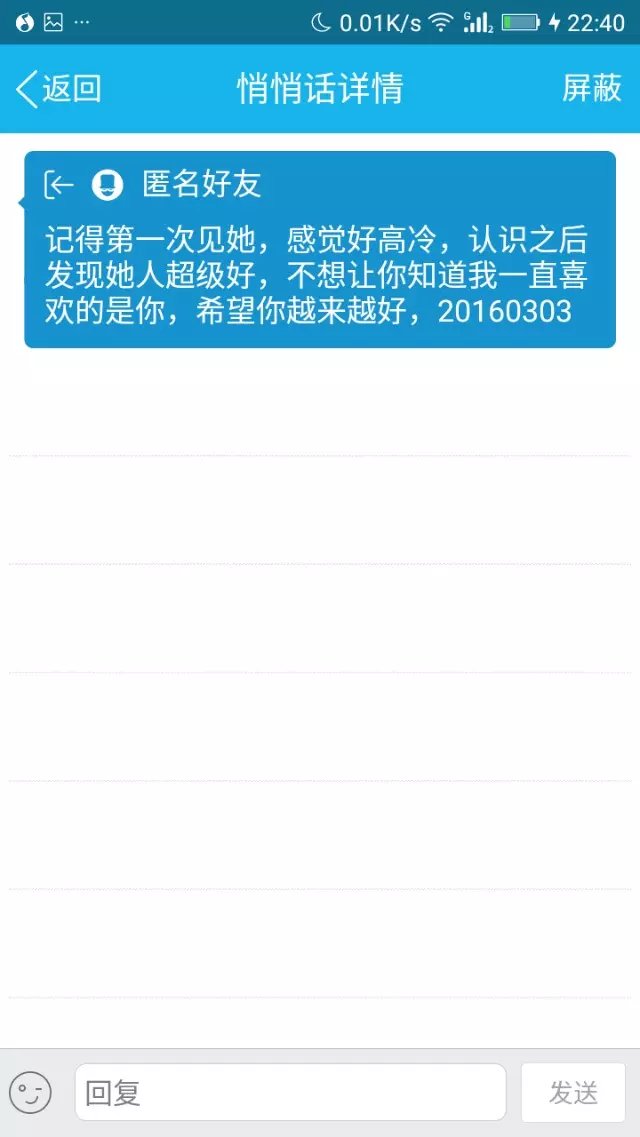 0.01K/s G 2 22:40
返回 悄悄话详情 屏蔽
匿名好友
记得第一次见她，感觉好高冷，认识之后
发现她人超级好，不想让你知道我一直喜
欢的是你，希望你越来越好，20160303
回复 发送